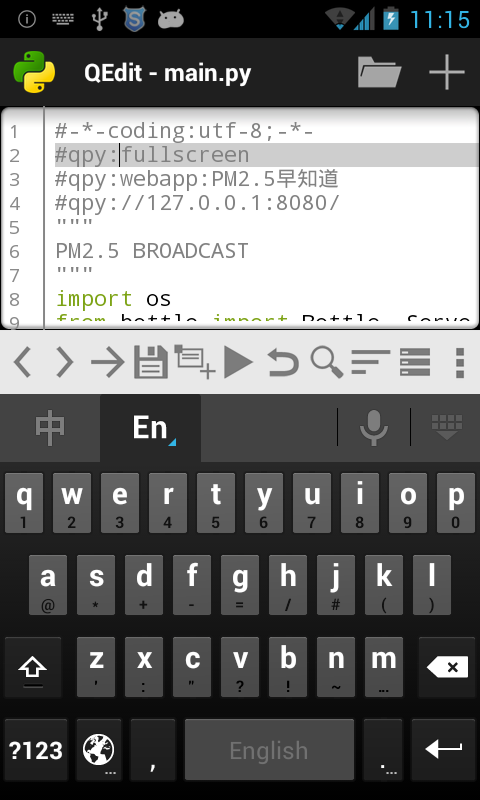 11:15
QEdit - main.py
1 #-*-coding:utf-8;-*-
2 #qpy:fullscreen
3 #qpy:webapp:PM2.5早知道
4 #qpy://127.0.0.1:8080/
5 """
6 PM2.5 BROADCAST
7 """
8 import os
9 from bottle import Bottle, Serve
中 En
q w e r t y u i o p
1 2 3 4 5 6 7 8 9 0
a s d f g h j k l
@ * + - = / # ( )
z x c v b n m
' : " ? ! ~ ...
?123 ... , English . ...